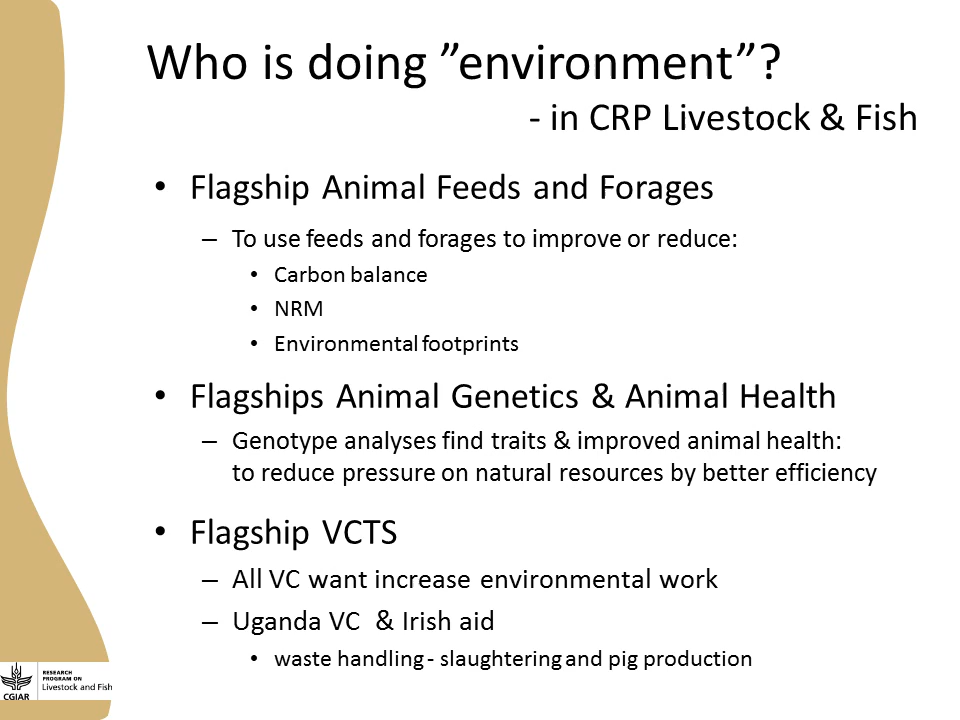 Who is doing ”environment”?
- in CRP Livestock & Fish
• Flagship Animal Feeds and Forages
– To use feeds and forages to improve or reduce:
• Carbon balance
• NRM
• Environmental footprints
• Flagships Animal Genetics & Animal Health
– Genotype analyses find traits & improved animal health:
to reduce pressure on natural resources by better efficiency
• Flagship VCTS
– All VC want increase environmental work
– Uganda VC & Irish aid
• waste handling - slaughtering and pig production
RESEARCH
PROGRAM ON
Livestock and Fish
CGIAR